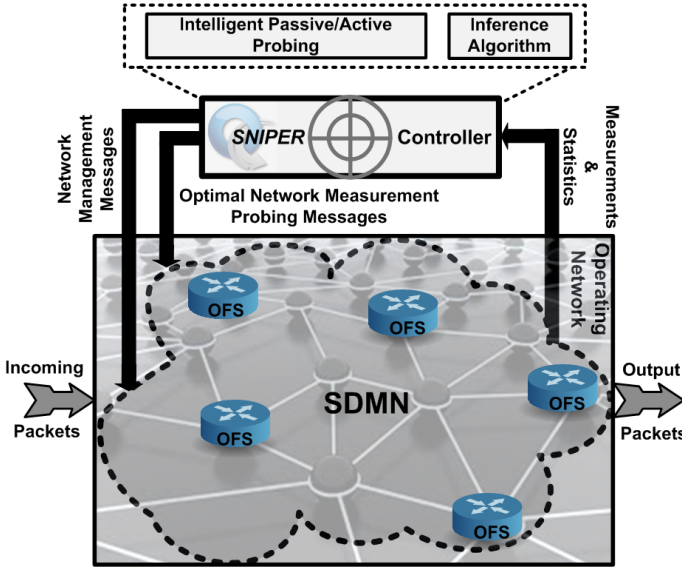 Intelligent Passive/Active
Probing
Inference
Algorithm
SNIPER
Controller
Network
Management
Messages
Measurements
&
Statistics
Optimal Network Measurement
Probing Messages
Operating
Network
OFS
OFS
Incoming
Packets
SDMN
OFS
OFS
Output
Packets
OFS